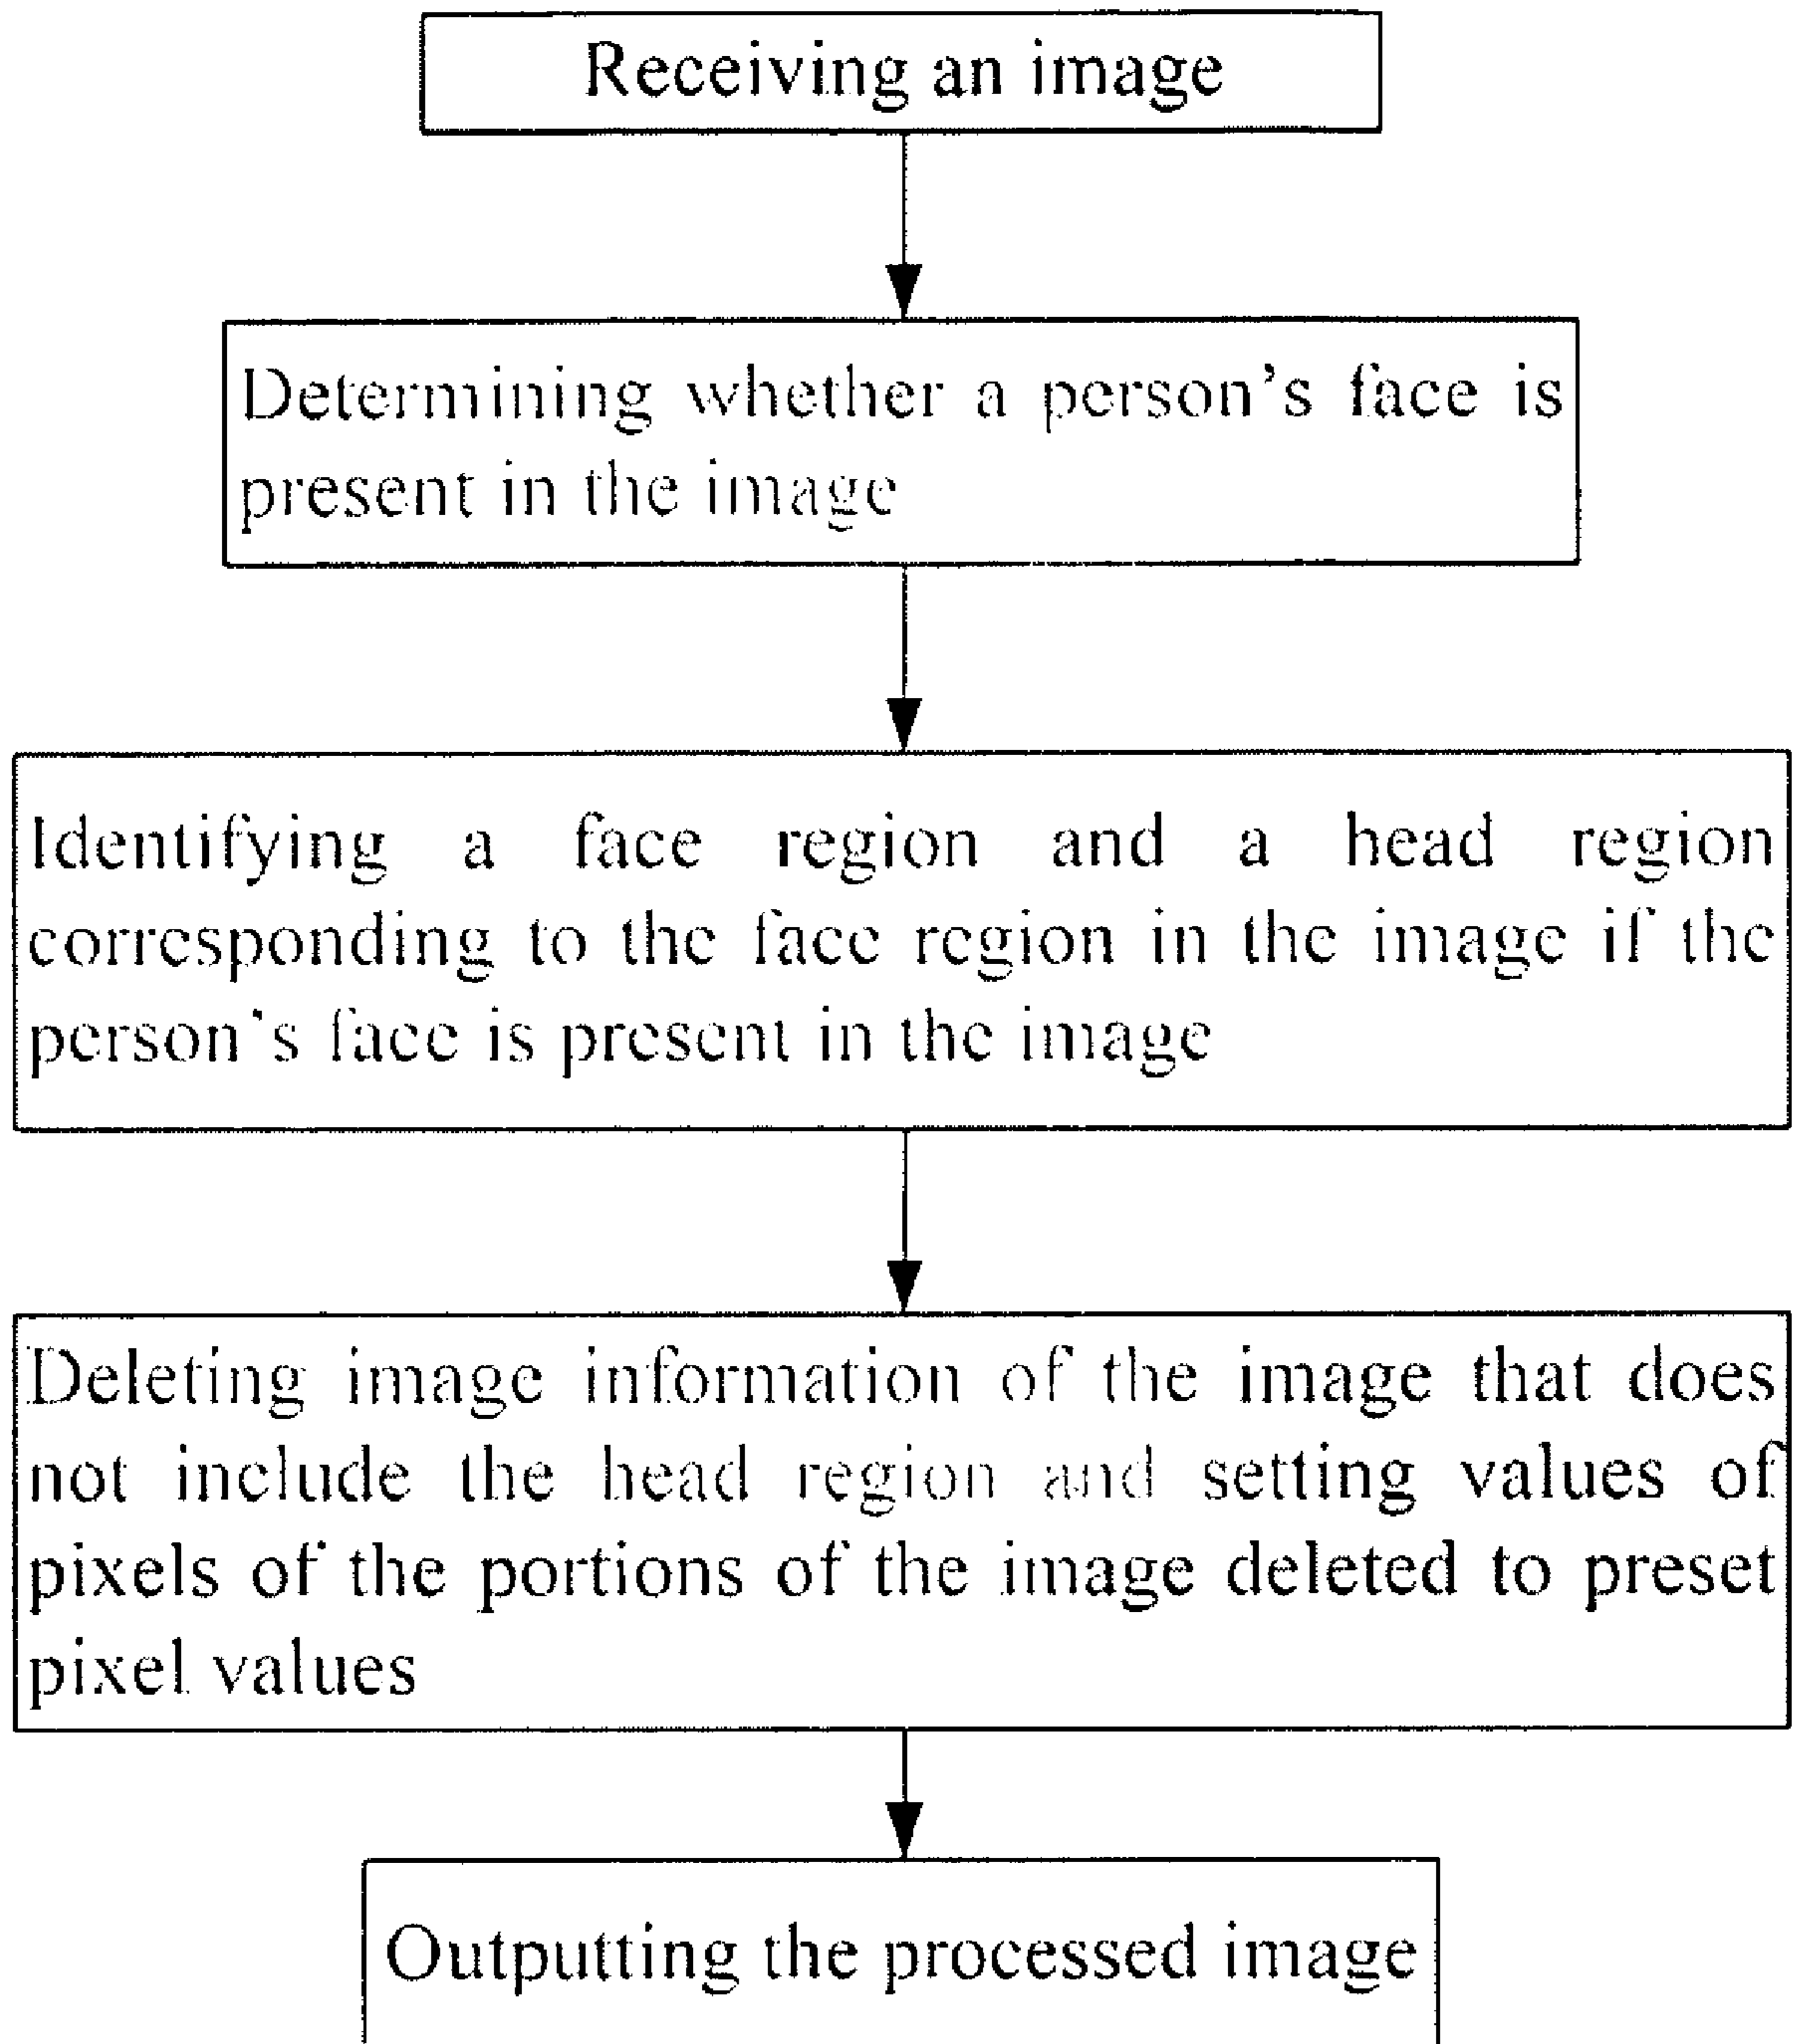 Receiving an image
Determining whether a person's face is
present in the image
Identifying a face region and a head region
corresponding to the face region in the image if the
person's face is present in the image
Deleting image information of the image that does
not include the head region and setting values of
pixels of the portions of the image deleted to preset
pixel values
Outputting the processed image